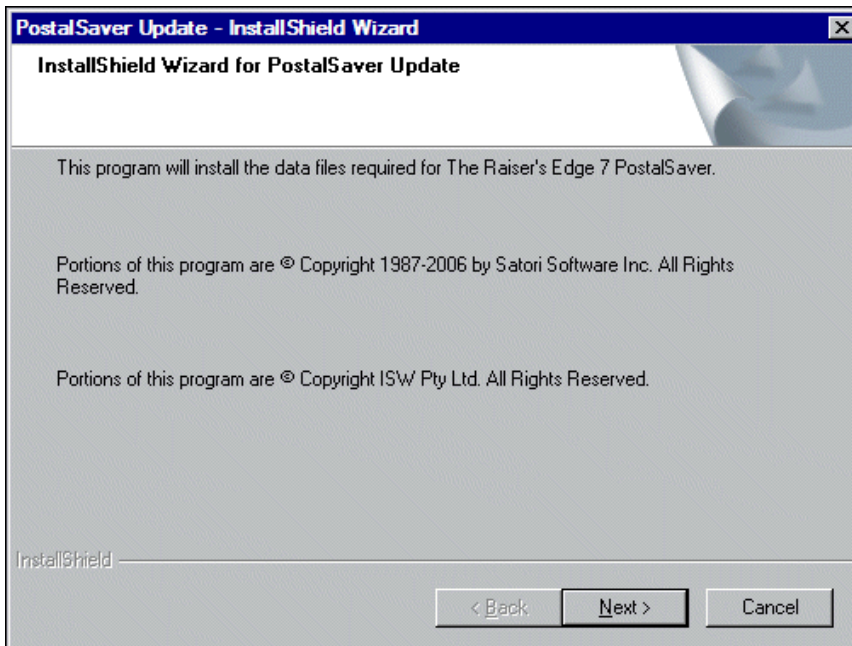 PostalSaver Update - InstallShield Wizard
InstallShield Wizard for PostalSaver Update
This program will install the data files required for The Raiser's Edge 7 PostalSaver.
Portions of this program are © Copyright 1987-2006 by Satori Software Inc. All Rights
Reserved.
Portions of this program are © Copyright ISW Pty Ltd. All Rights Reserved.
InstallShield
< Back
Next >
Cancel